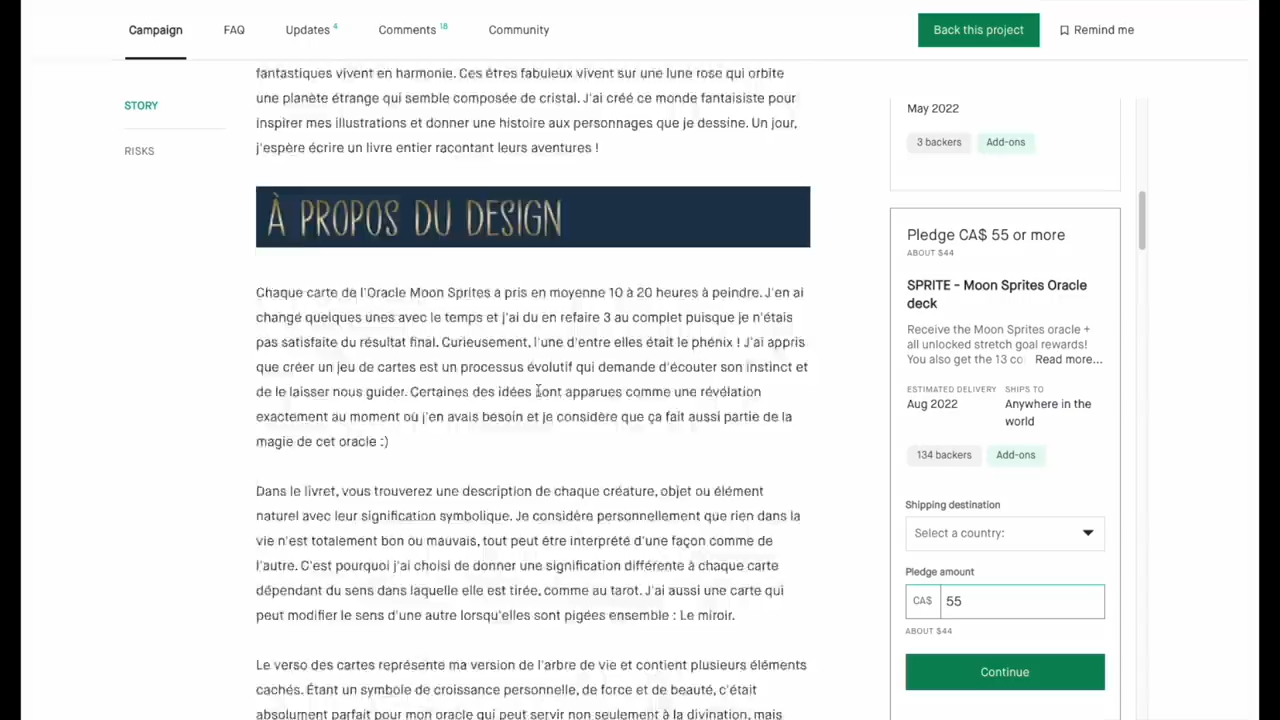 Campaign
FAQ
Updates 4
Comments 18
Community
Back this project
Remind me
STORY
RISKS
fantastiques vivent en harmonie. Ces êtres fabuleux vivent sur une lune rose qui orbite
une planète étrange qui semble composée de cristal. J'ai créé ce monde fantaisiste pour
inspirer mes illustrations et donner une histoire aux personnages que je dessine. Un jour,
j'espère écrire un livre entier racontant leurs aventures !
À PROPOS DU DESIGN
Chaque carte de l'Oracle Moon Sprites a pris en moyenne 10 à 20 heures à peindre. J'en ai
changé quelques unes avec le temps et j'ai du en refaire 3 au complet puisque je n'étais
pas satisfaite du résultat final. Curieusement, l'une d'entre elles était le phénix ! J'ai appris
que créer un jeu de cartes est un processus évolutif qui demande d'écouter son instinct et
de le laisser nous guider. Certaines des idées sont apparues comme une révélation
exactement au moment où j'en avais besoin et je considère que ça fait aussi partie de la
magie de cet oracle :)
Dans le livret, vous trouverez une description de chaque créature, objet ou élément
naturel avec leur signification symbolique. Je considère personnellement que rien dans la
vie n'est totalement bon ou mauvais, tout peut être interprété d'une façon comme de
l'autre. C'est pourquoi j'ai choisi de donner une signification différente à chaque carte
dépendant du sens dans laquelle elle est tirée, comme au tarot. J'ai aussi une carte qui
peut modifier le sens d'une autre lorsqu'elles sont pigées ensemble : Le miroir.
Le verso des cartes représente ma version de l'arbre de vie et contient plusieurs éléments
cachés. Étant un symbole de croissance personnelle, de force et de beauté, c'était
absolument parfait pour mon oracle qui peut servir non seulement à la divination, mais
May 2022
3 backers
Add-ons
Pledge CA$ 55 or more
ABOUT $44
SPRITE - Moon Sprites Oracle
deck
Receive the Moon Sprites oracle +
all unlocked stretch goal rewards!
You also get the 13 co Read more...
ESTIMATED DELIVERY SHIPS TO
Aug 2022 Anywhere in the
world
134 backers
Add-ons
Shipping destination
Select a country:
Pledge amount
CA$ 55
ABOUT $44
Continue